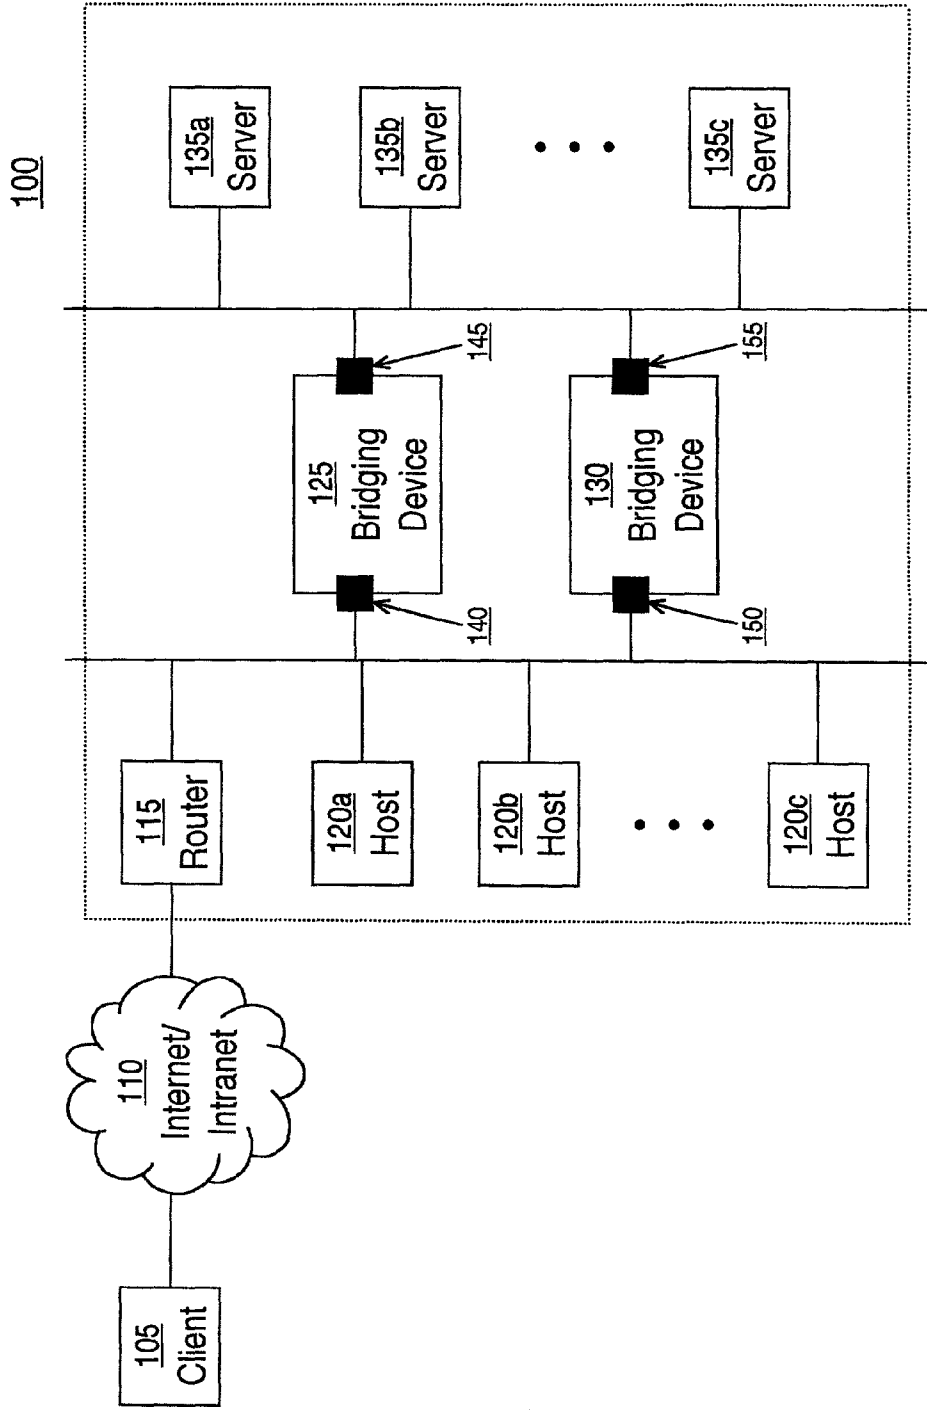 100
105
Client
110
Internet/
Intranet
115
Router
120a
Host
120b
Host
120c
Host
125
Bridging
Device
140
145
130
Bridging
Device
150
155
135a
Server
135b
Server
135c
Server